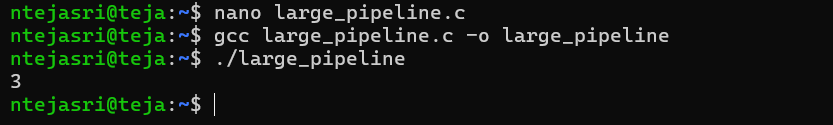 ntejasri@teja:~$ nano large_pipeline.c
ntejasri@teja:~$ gcc large_pipeline.c -o large_pipeline
ntejasri@teja:~$ ./large_pipeline
3
ntejasri@teja:~$